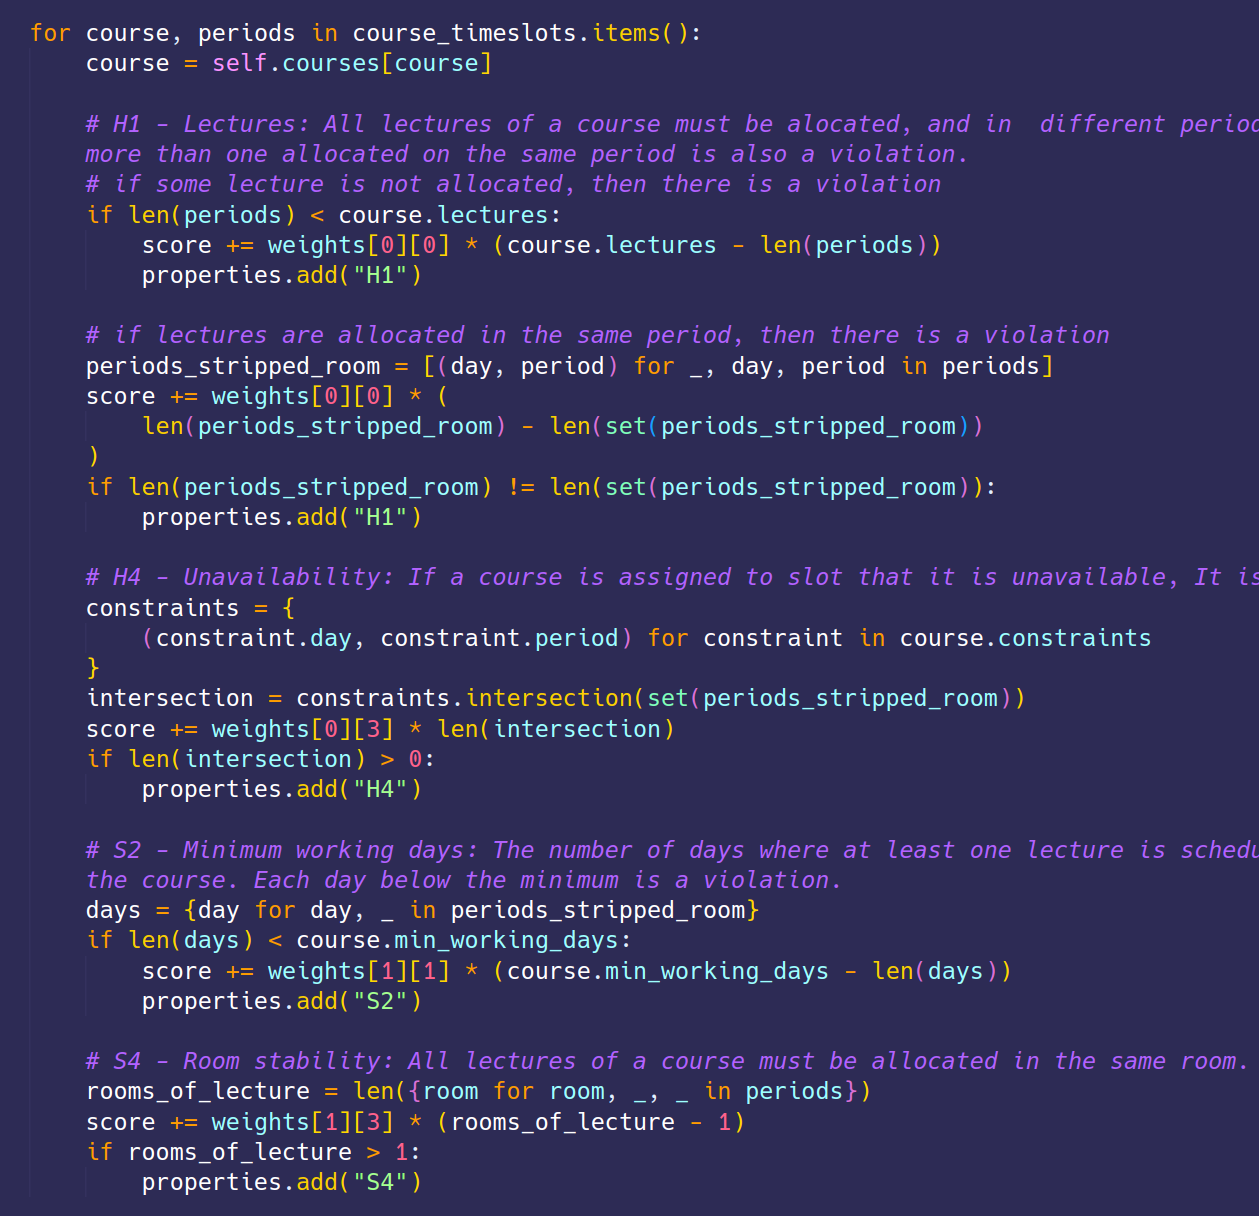 for course, periods in course_timeslots.items():
    course = self.courses[course]

    # H1 - Lectures: All lectures of a course must be alocated, and in  different
    more than one allocated on the same period is also a violation.
    # if some lecture is not allocated, then there is a violation
    if len(periods) < course.lectures:
        score += weights[0][0] * (course.lectures - len(periods))
        properties.add("H1")

    # if lectures are allocated in the same period, then there is a violation
    periods_stripped_room = [(day, period) for _, day, period in periods]
    score += weights[0][0] * (
        len(periods_stripped_room) - len(set(periods_stripped_room))
    )
    if len(periods_stripped_room) != len(set(periods_stripped_room)):
        properties.add("H1")

    # H4 - Unavailability: If a course is assigned to slot that it is unavailable, It is
    constraints = {
        (constraint.day, constraint.period) for constraint in course.constraints
    }
    intersection = constraints.intersection(set(periods_stripped_room))
    score += weights[0][3] * len(intersection)
    if len(intersection) > 0:
        properties.add("H4")

    # S2 - Minimum working days: The number of days where at least one lecture is
    the course. Each day below the minimum is a violation.
    days = {day for day, _ in periods_stripped_room}
    if len(days) < course.min_working_days:
        score += weights[1][1] * (course.min_working_days - len(days))
        properties.add("S2")

    # S4 - Room stability: All lectures of a course must be allocated in the same room.
    rooms_of_lecture = len({room for room, _, _ in periods})
    score += weights[1][3] * (rooms_of_lecture - 1)
    if rooms_of_lecture > 1:
        properties.add("S4")